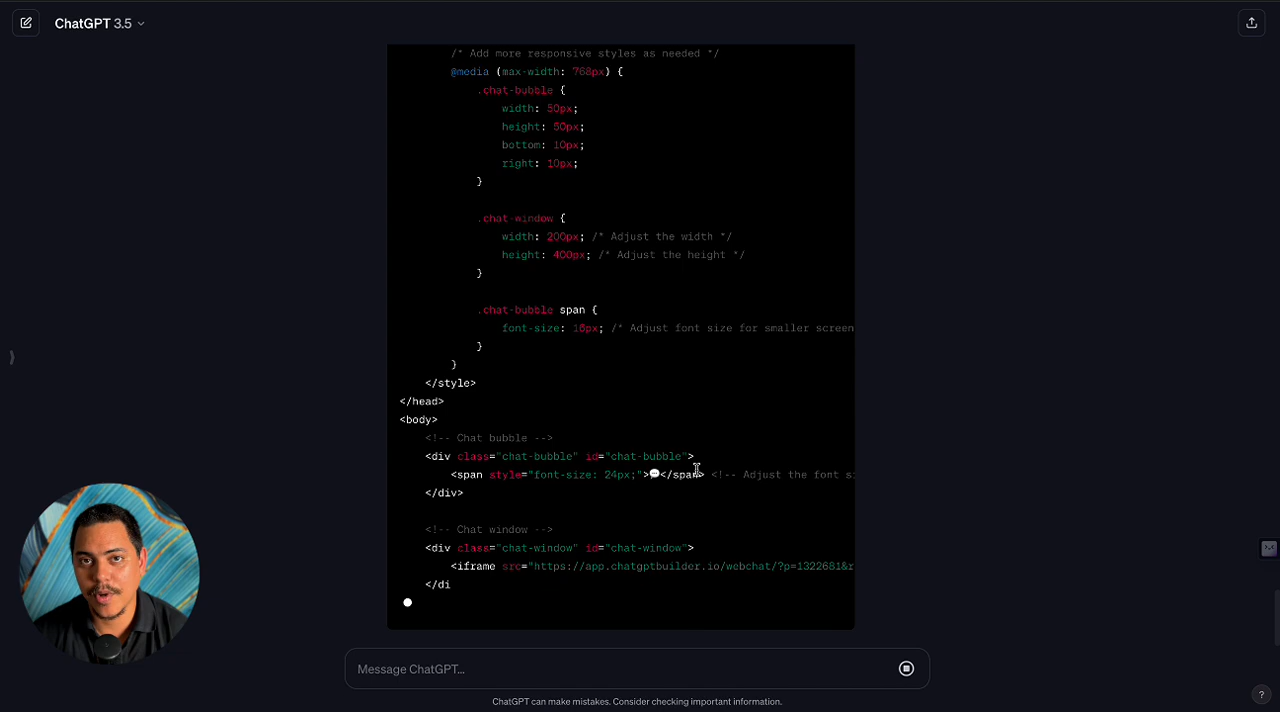 ChatGPT 3.5
/* Add more responsive styles as needed */
@media (max-width: 768px) {
.chat-bubble {
width: 50px;
height: 50px;
bottom: 10px;
right: 10px;
}
.chat-window {
width: 200px; /* Adjust the width */
height: 400px; /* Adjust the height */
}
.chat-bubble span {
font-size: 16px; /* Adjust font size for smaller screen
}
}
</style>
</head>
<body>
<!-- Chat bubble -->
<div class="chat-bubble" id="chat-bubble">
<span style="font-size: 24px;">💬</span> <!-- Adjust the font si
</div>
<!-- Chat window -->
<div class="chat-window" id="chat-window">
<iframe src="https://app.chatgptbuilder.io/webchat/?p=1322681&r
</di
Message ChatGPT...
ChatGPT can make mistakes. Consider checking important information.
?